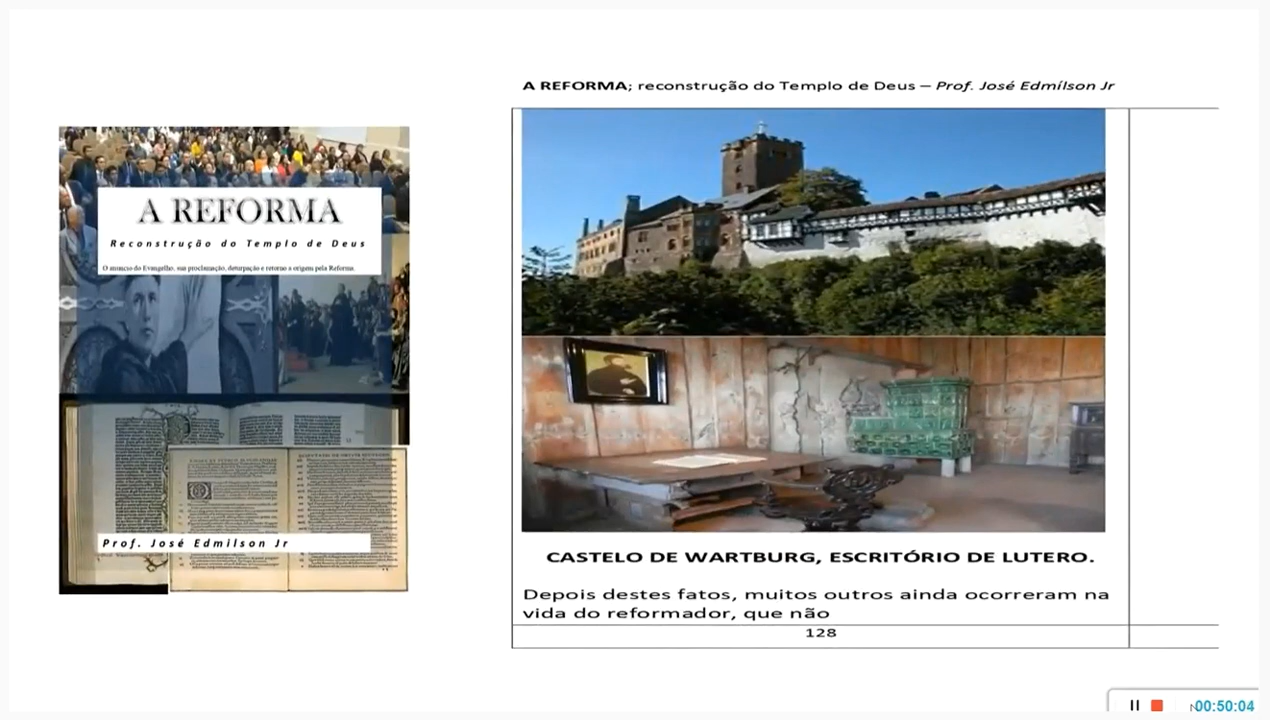 A REFORMA; reconstrução do Templo de Deus – Prof. José Edmílson Jr
A REFORMA
Reconstrução do Templo de Deus
O anuncio do Evangelho, sua proclamação, deturpação e retorno a origem pela Reforma.
Prof. José Edmilson Jr
CASTELO DE WARTBURG, ESCRITÓRIO DE LUTERO.
Depois destes fatos, muitos outros ainda ocorreram na
vida do reformador, que não
128
00:50:04